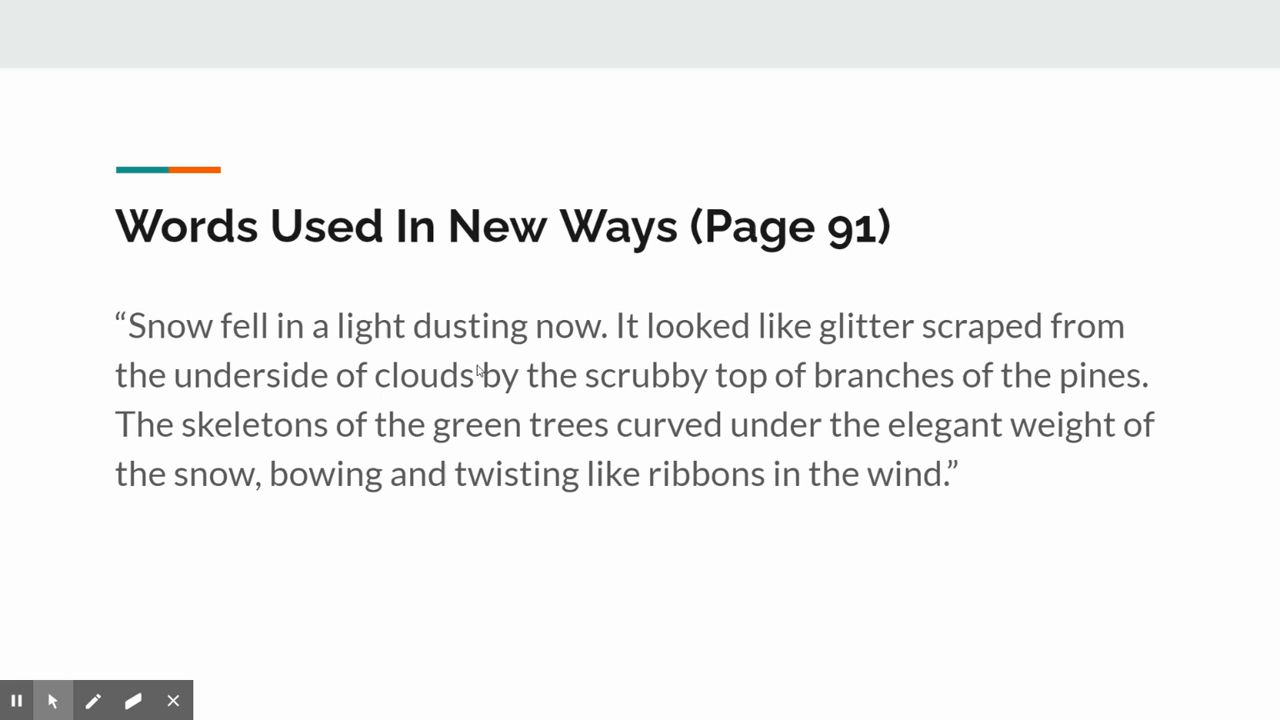 Words Used In New Ways (Page 91)
“Snow fell in a light dusting now. It looked like glitter scraped from
the underside of clouds by the scrubby top of branches of the pines.
The skeletons of the green trees curved under the elegant weight of
the snow, bowing and twisting like ribbons in the wind.”